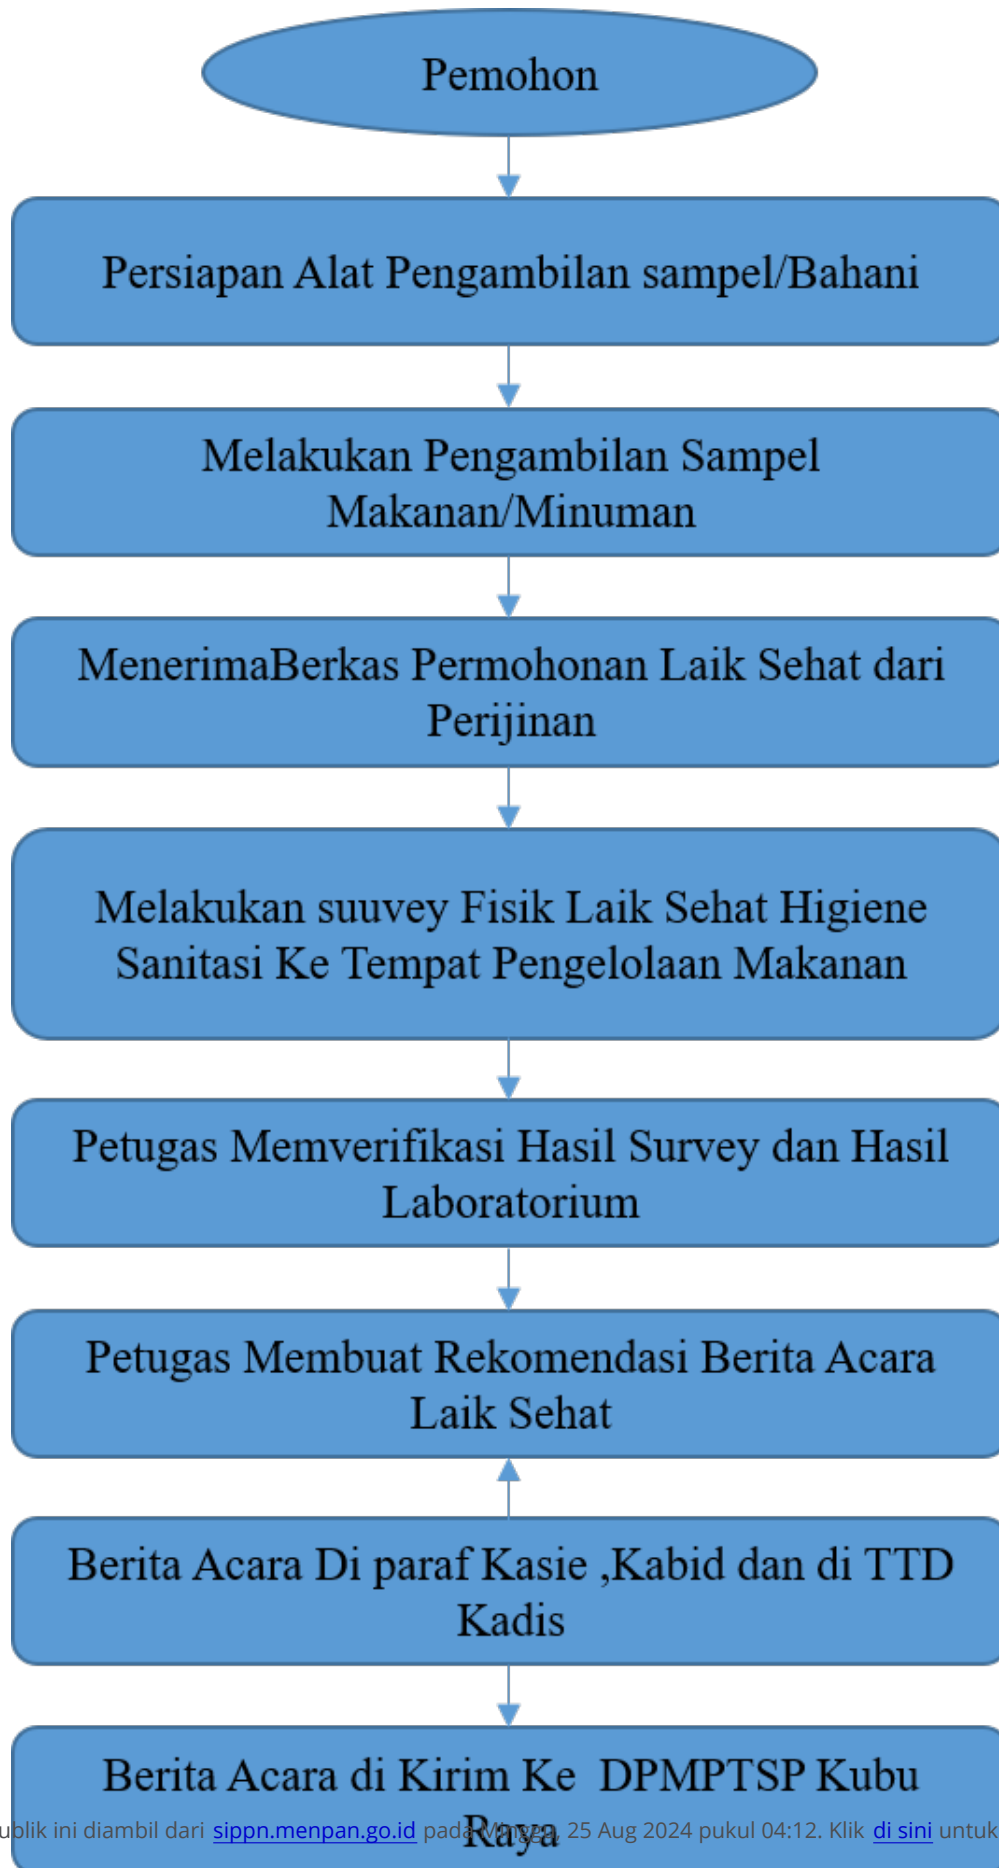 Pemohon
Persiapan Alat Pengambilan sampel/Bahani
Melakukan Pengambilan Sampel
Makanan/Minuman
MenerimaBerkas Permohonan Laik Sehat dari
Perijinan
Melakukan suuvey Fisik Laik Sehat Higiene
Sanitasi Ke Tempat Pengelolaan Makanan
Petugas Memverifikasi Hasil Survey dan Hasil
Laboratorium
Petugas Membuat Rekomendasi Berita Acara
Laik Sehat
Berita Acara Di paraf Kasie ,Kabid dan di TTD
Kadis
Berita Acara di Kirim Ke  DPMPTSP Kubu
Raya
ublik ini diambil dari sippn.menpan.go.id pada Minggu, 25 Aug 2024 pukul 04:12. Klik di sini untuk